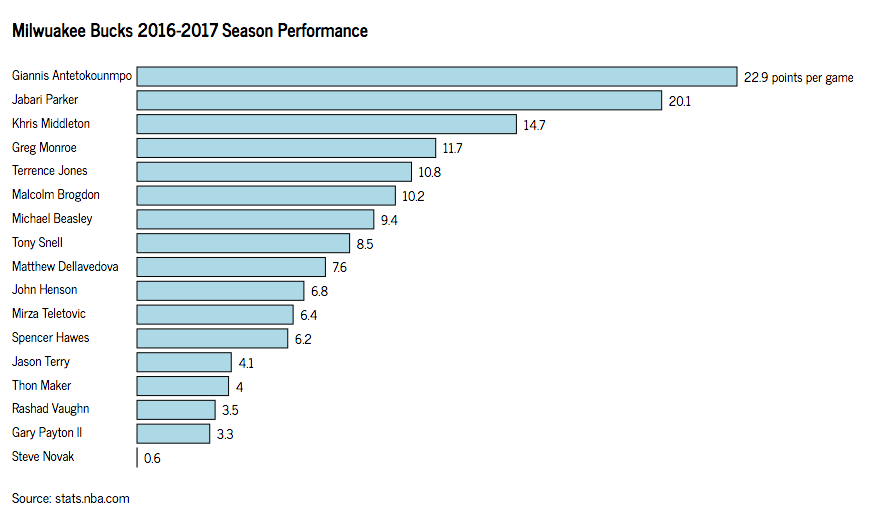 Milwuakee Bucks 2016-2017 Season Performance
Giannis Antetokounmpo 22.9 points per game
Jabari Parker 20.1
Khris Middleton 14.7
Greg Monroe 11.7
Terrence Jones 10.8
Malcolm Brogdon 10.2
Michael Beasley 9.4
Tony Snell 8.5
Matthew Dellavedova 7.6
John Henson 6.8
Mirza Teletovic 6.4
Spencer Hawes 6.2
Jason Terry 4.1
Thon Maker 4
Rashad Vaughn 3.5
Gary Payton II 3.3
Steve Novak 0.6
Source: stats.nba.com